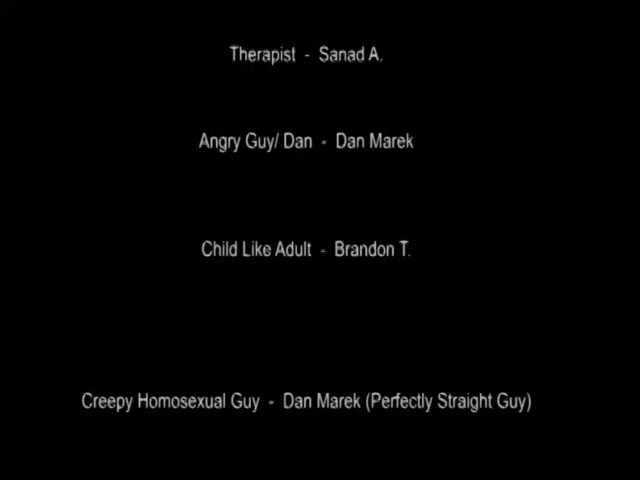 Therapist - Sanad A.
Angry Guy/ Dan - Dan Marek
Child Like Adult - Brandon T.
Creepy Homosexual Guy - Dan Marek (Perfectly Straight Guy)